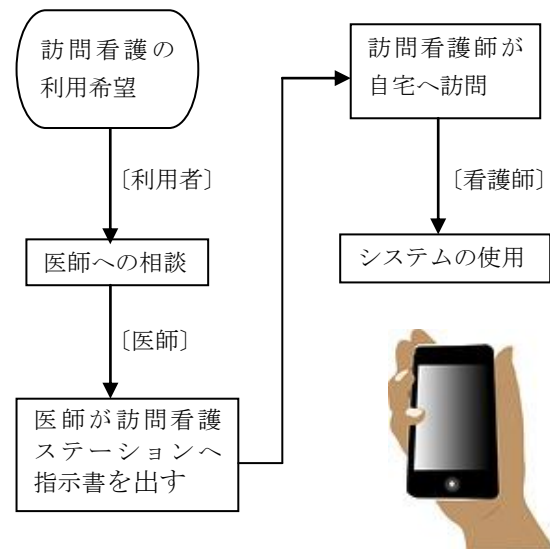 訪問看護の
利用希望
〔利用者〕
医師への相談
〔医師〕
医師が訪問看護
ステーションへ
指示書を出す
訪問看護師が
自宅へ訪問
〔看護師〕
システムの使用